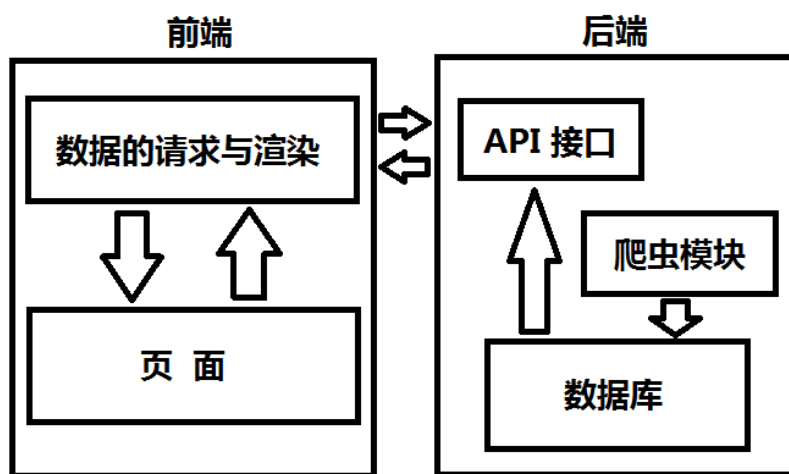 前端
后端
数据的请求与渲染
API 接口
爬虫模块
页 面
数据库